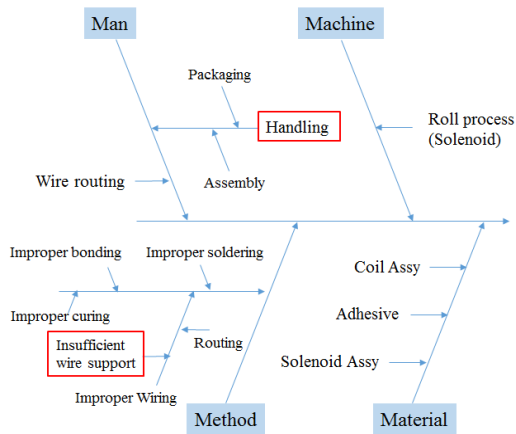 Man
Machine
Packaging
Handling
Roll process
(Solenoid)
Wire routing
Assembly
Improper bonding
Improper soldering
Coil Assy
Improper curing
Adhesive
Insufficient
wire support
Routing
Solenoid Assy
Improper Wiring
Method
Material